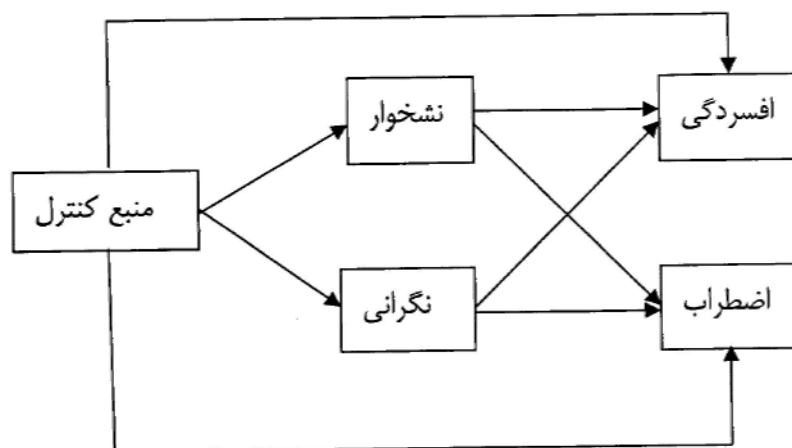 نشخوار
افسردگی
منبع کنترل
نگرانی
اضطراب